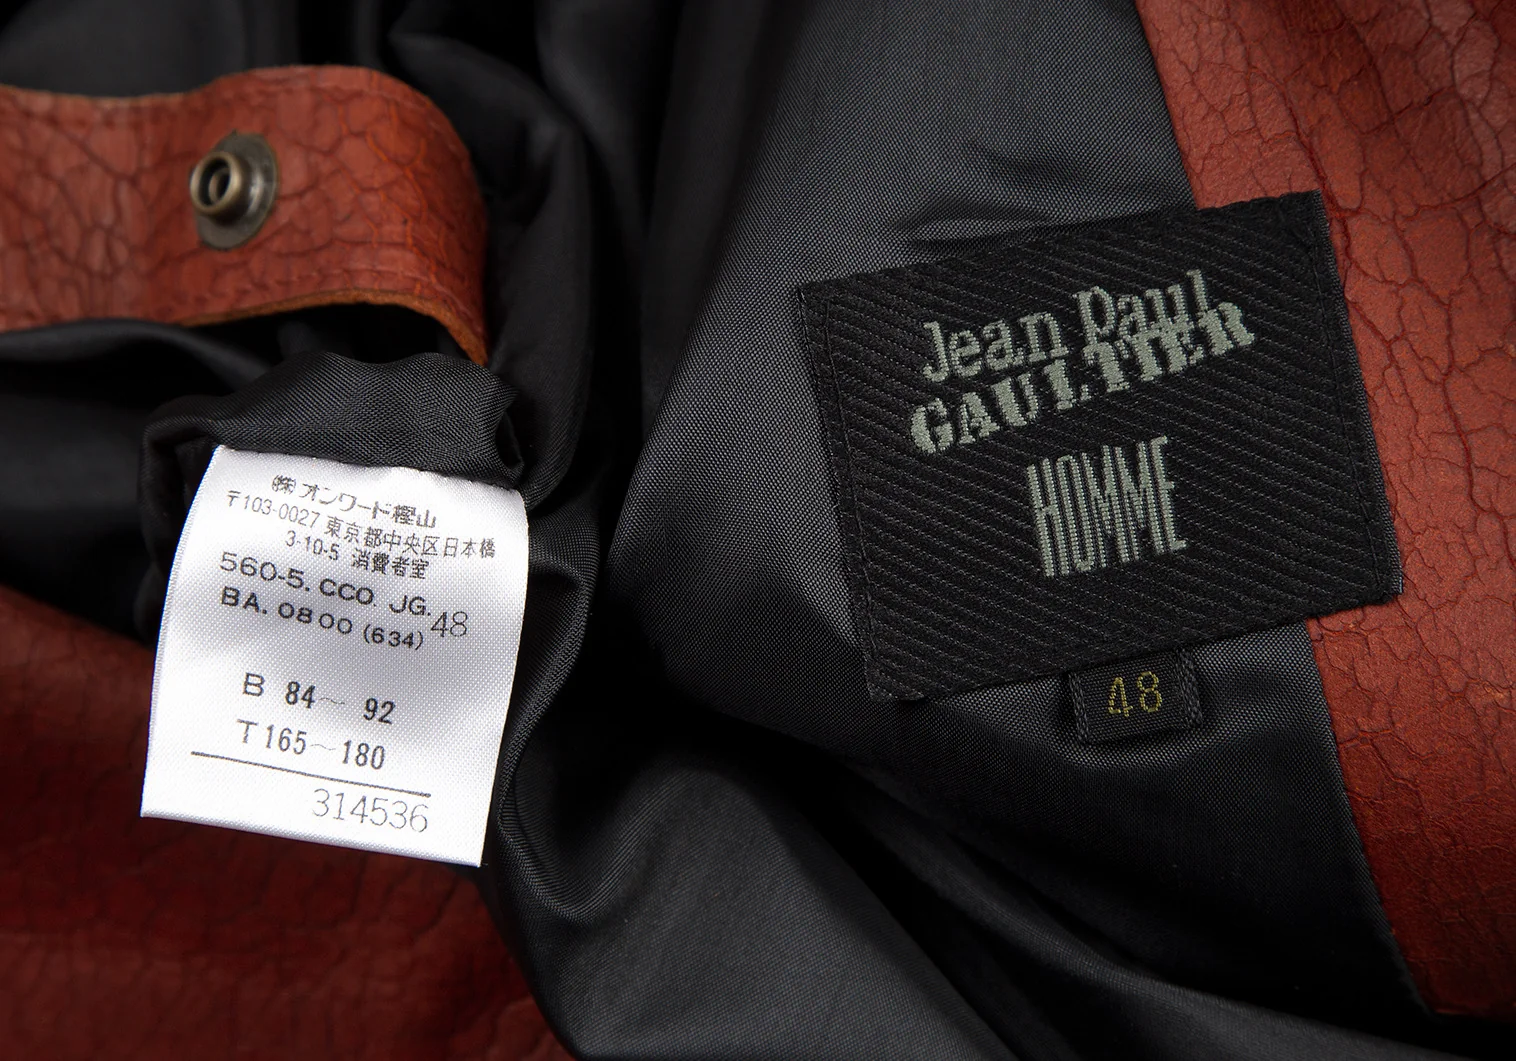 ㈱オンワード樫山
〒103-0027 東京都中央区日本橋
3-10-5 消費者室
560-5. CCO. JG. 48
BA. 0800 (634)
B 84～ 92
T 165～180
314536
Jean Paul
GAULTIER
HOMME
48